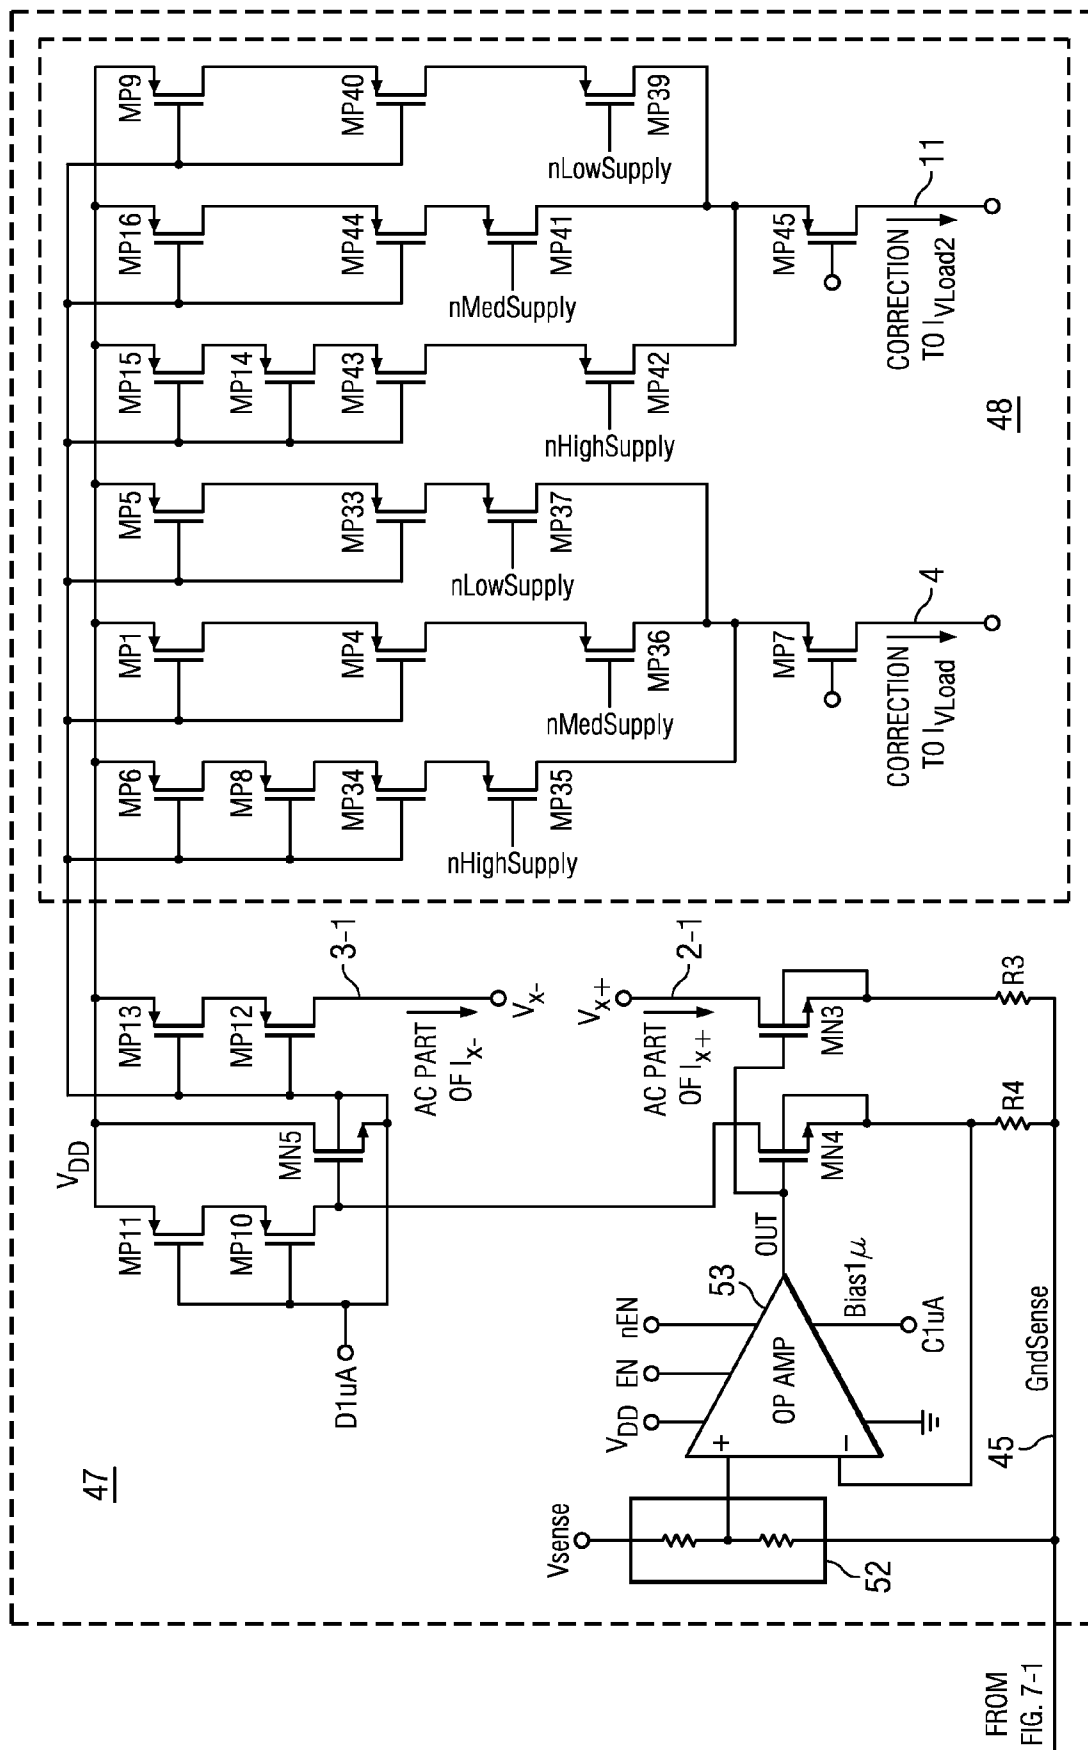 FROM
FIG. 7-1
47
VDD
MP11
MP10
D1uA
MN5
MP13
MP12
3-1
AC PART
OF Ix-
Vx-
Vx+
2-1
AC PART
OF Ix+
MN3
MN4
R3
R4
OUT
53
nEN
EN
VDD
OP AMP
+
−
Bias1μ
C1uA
Vsense
52
45
GndSense
MP6
MP8
MP34
MP35
nHighSupply
MP1
MP4
MP36
nMedSupply
MP5
MP33
MP37
nLowSupply
MP7
4
CORRECTION
TO IVLoad
MP15
MP14
MP43
MP42
nHighSupply
MP16
MP44
MP41
nMedSupply
MP9
MP40
MP39
nLowSupply
MP45
11
CORRECTION
TO IVLoad2
48